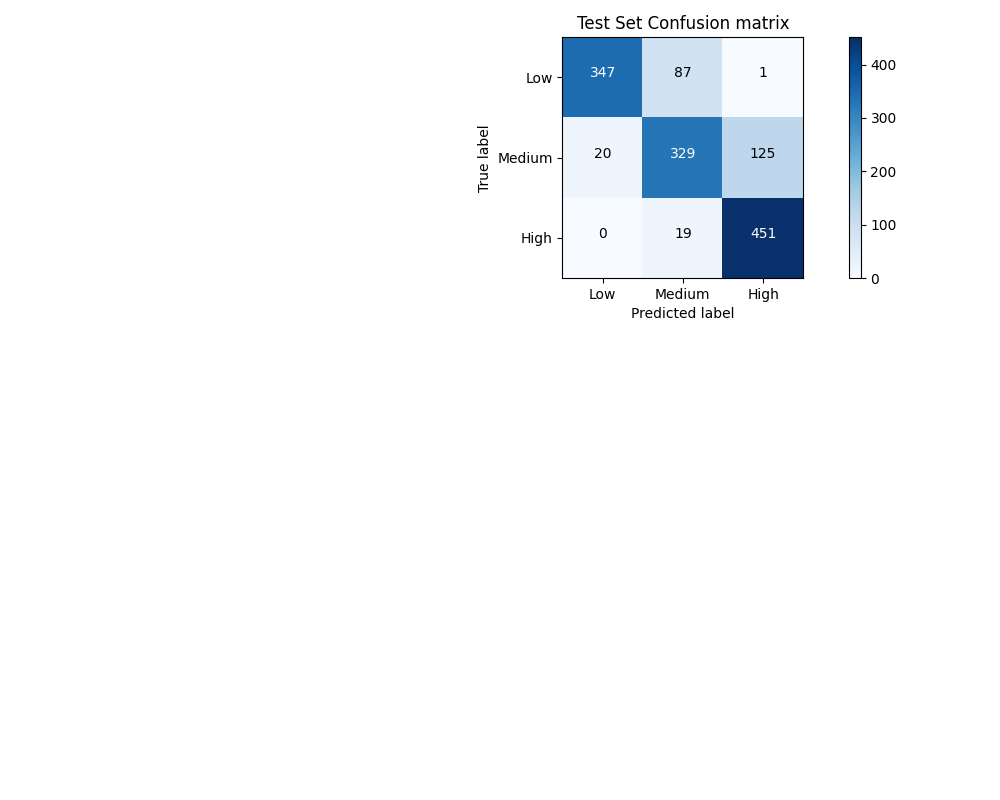 Test Set Confusion matrix
True label
Low 347 87 1
Medium 20 329 125
High 0 19 451
Low Medium High
Predicted label
400
300
200
100
0